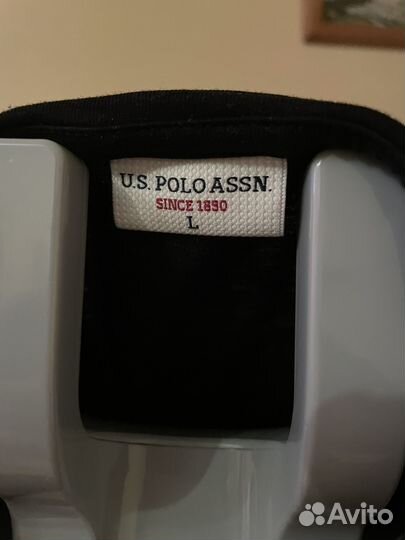 U.S. POLO ASSN.
SINCE 1890
L
Avito